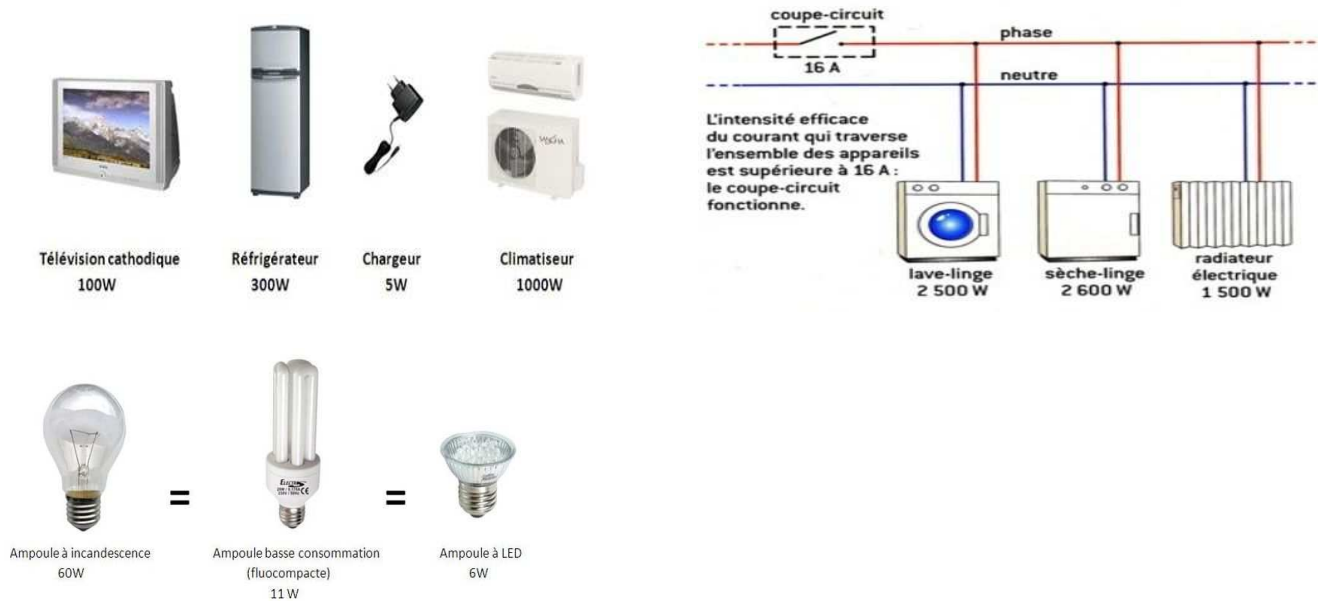 Télévision cathodique
100W
Réfrigérateur
300W
Chargeur
5W
Climatiseur
1000W
coupe-circuit
16 A
phase
neutre
L'intensité efficace
du courant qui traverse
l'ensemble des appareils
est supérieure à 16 A :
le coupe-circuit
fonctionne.
lave-linge
2 500 W
sèche-linge
2 600 W
radiateur
électrique
1 500 W
=
=
Ampoule à incandescence
60W
Ampoule basse consommation
(fluocompacte)
11 W
Ampoule à LED
6W